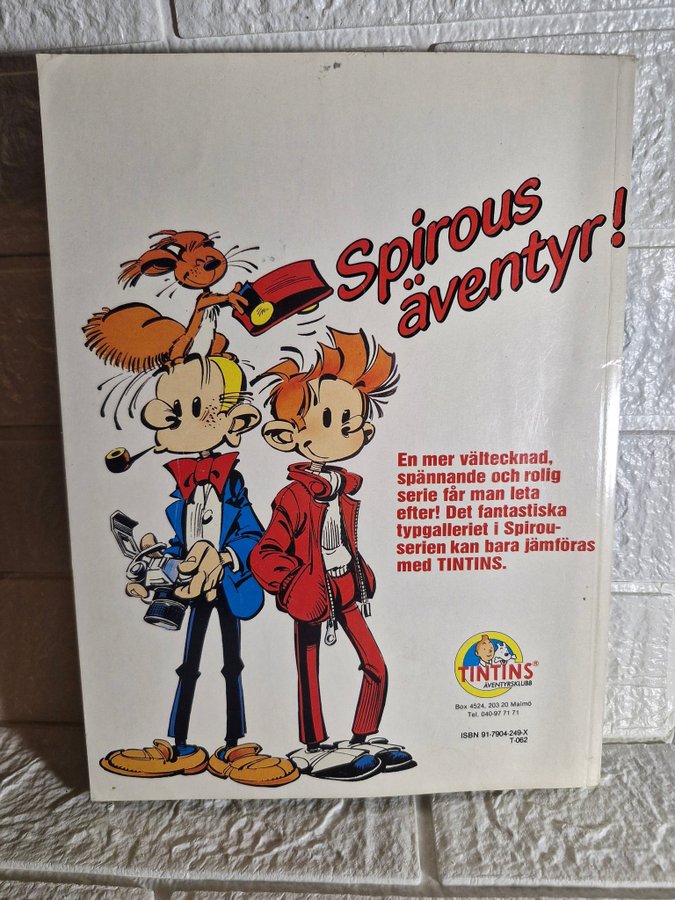 Spirous
äventyr!
En mer vältecknad,
spännande och rolig
serie får man leta
efter! Det fantastiska
typgalleriet i Spirou-
serien kan bara jämföras
med TINTINS.
TINTINS®
ÄVENTYRSKLUBB
Box 4524, 203 20 Malmö
Tel. 040-97 71 71
ISBN 91-7904-249-X
T-062